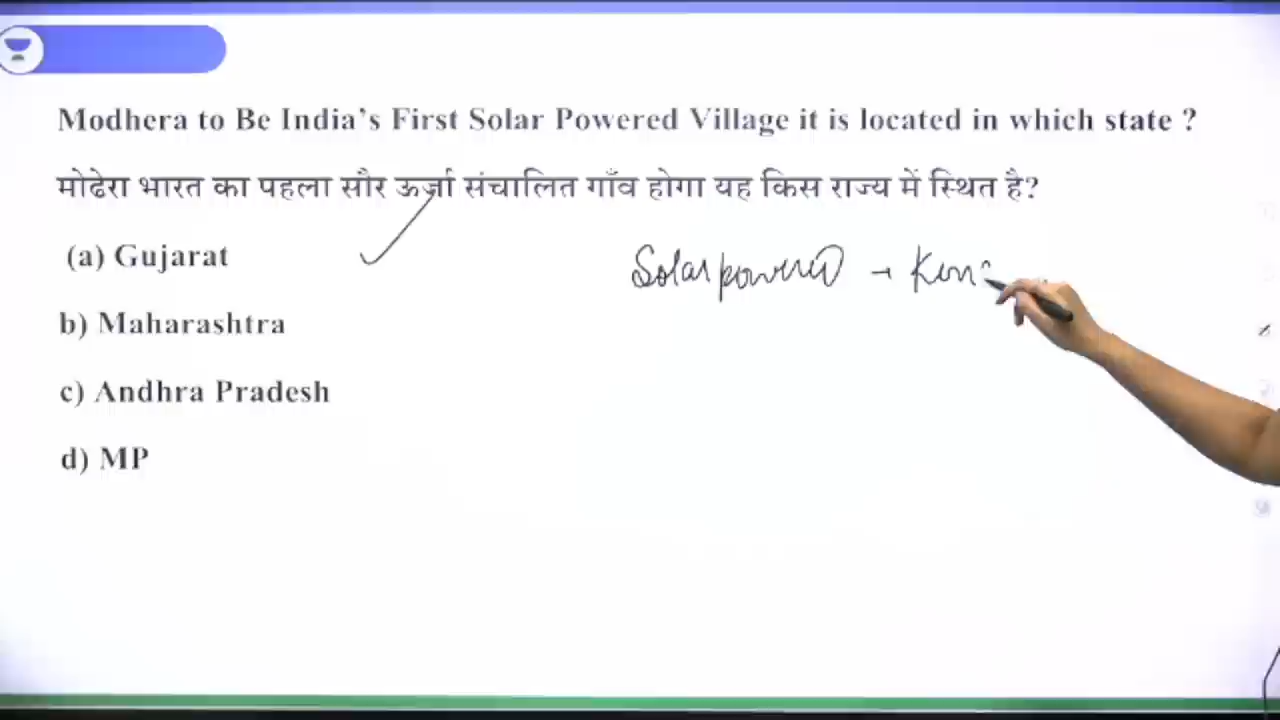 Modhera to Be India's First Solar Powered Village it is located in which state ?
मोढेरा भारत का पहला सौर ऊर्जा संचालित गाँव होगा यह किस राज्य में स्थित है?
(a) Gujarat
Solar powered →
b) Maharashtra
c) Andhra Pradesh
d) MP